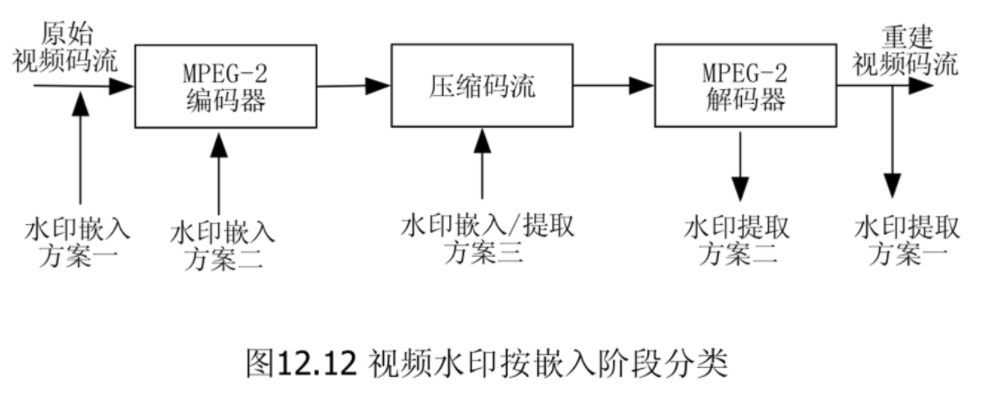 原始
视频码流
MPEG-2
编码器
压缩码流
MPEG-2
解码器
重建
视频码流
水印嵌入
方案一
水印嵌入
方案二
水印嵌入/提取
方案三
水印提取
方案二
水印提取
方案一
图12.12 视频水印按嵌入阶段分类